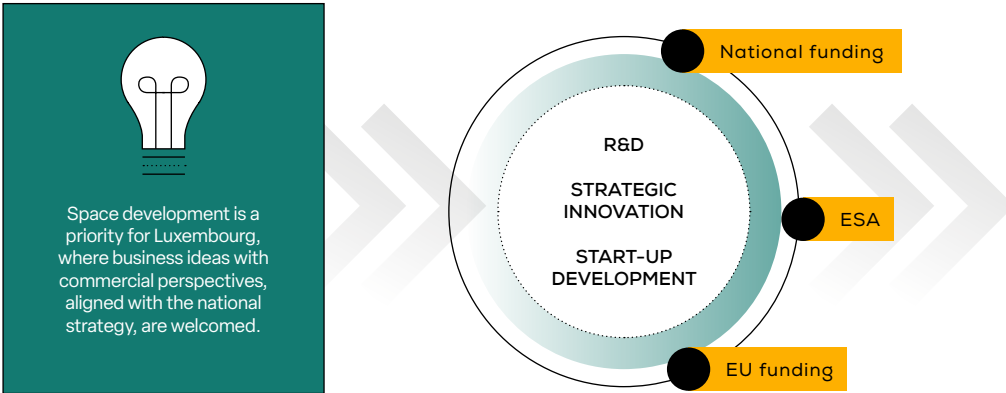 Space development is a
priority for Luxembourg,
where business ideas with
commercial perspectives,
aligned with the national
strategy, are welcomed.
R&D
STRATEGIC
INNOVATION
START-UP
DEVELOPMENT
National funding
ESA
EU funding